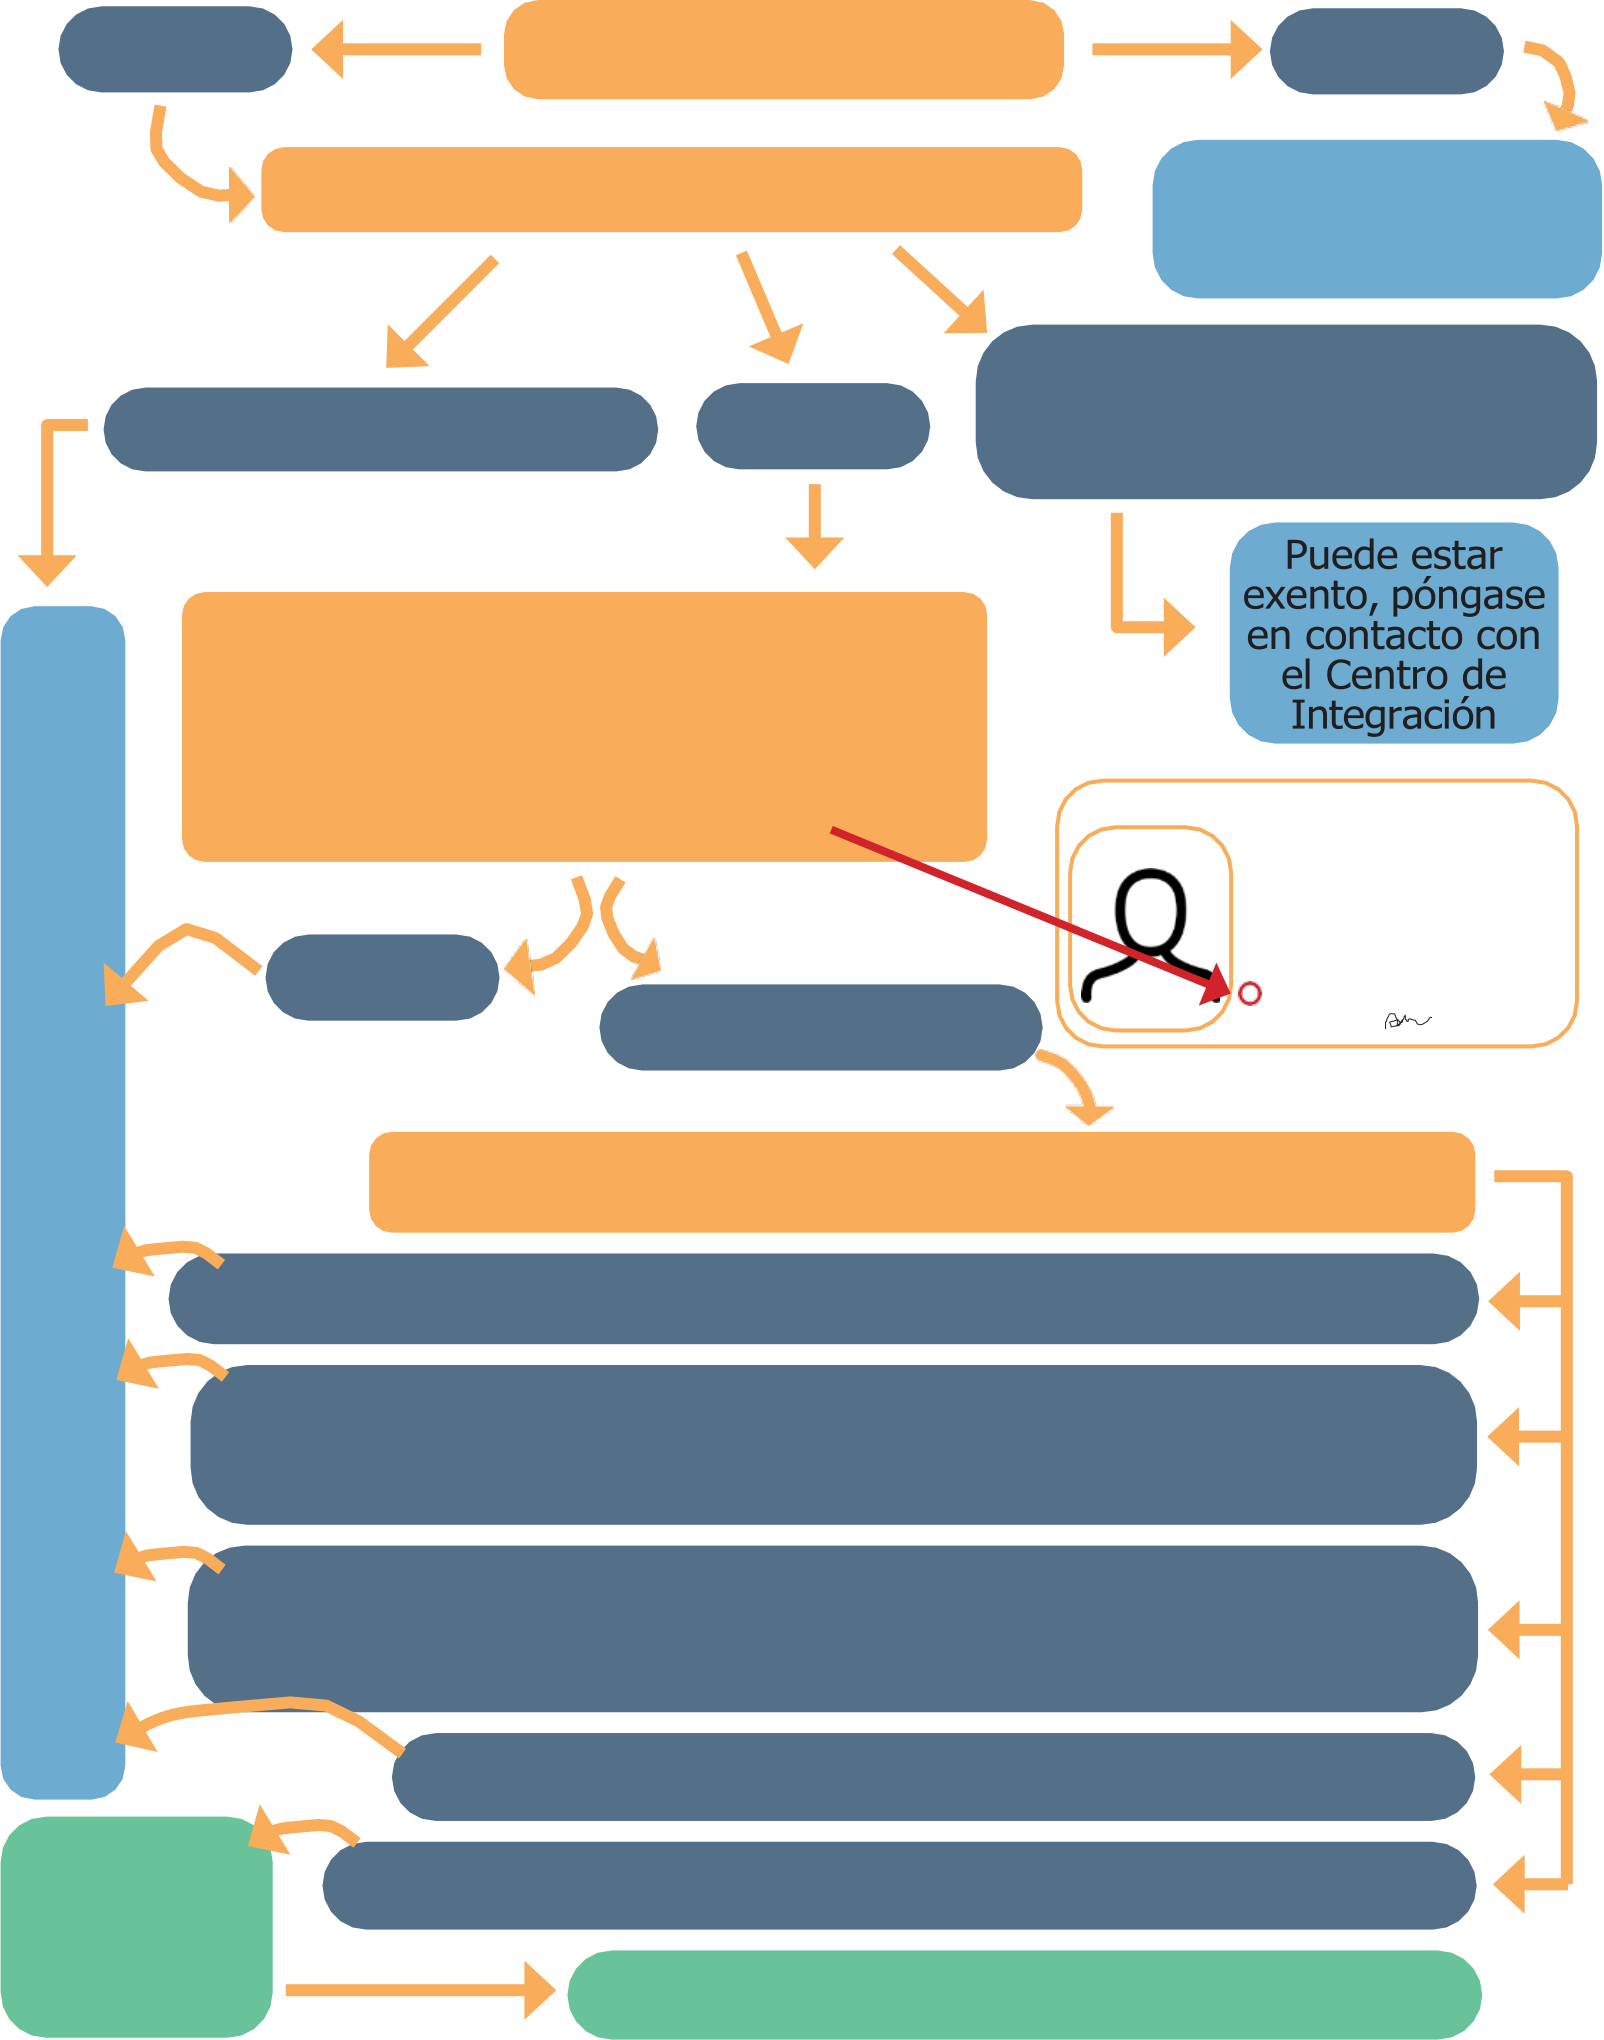 Puede estar
exento, póngase
en contacto con
el Centro de
Integración